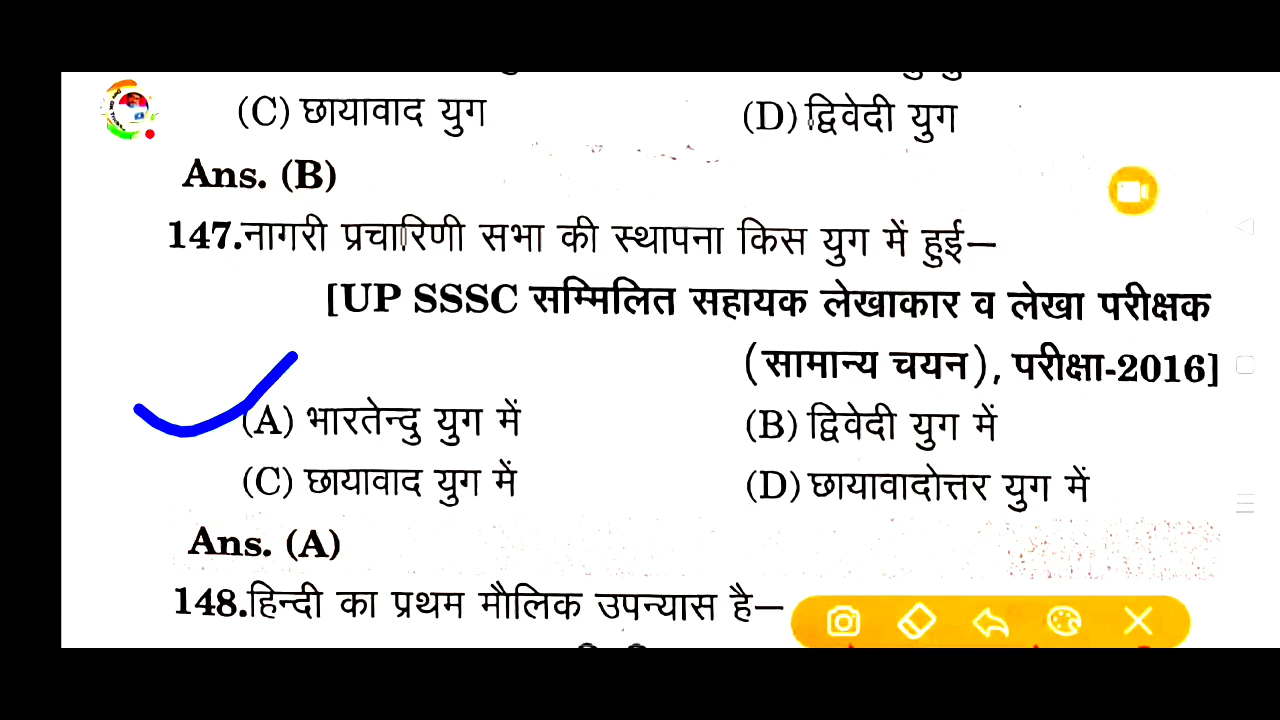 (C) छायावाद युग (D) द्विवेदी युग
Ans. (B)
147.नागरी प्रचारिणी सभा की स्थापना किस युग में हुई–
[UP SSSC सम्मिलित सहायक लेखाकार व लेखा परीक्षक
(सामान्य चयन), परीक्षा-2016]
(A) भारतेन्दु युग में (B) द्विवेदी युग में
(C) छायावाद युग में (D) छायावादोत्तर युग में
Ans. (A)
148.हिन्दी का प्रथम मौलिक उपन्यास है–